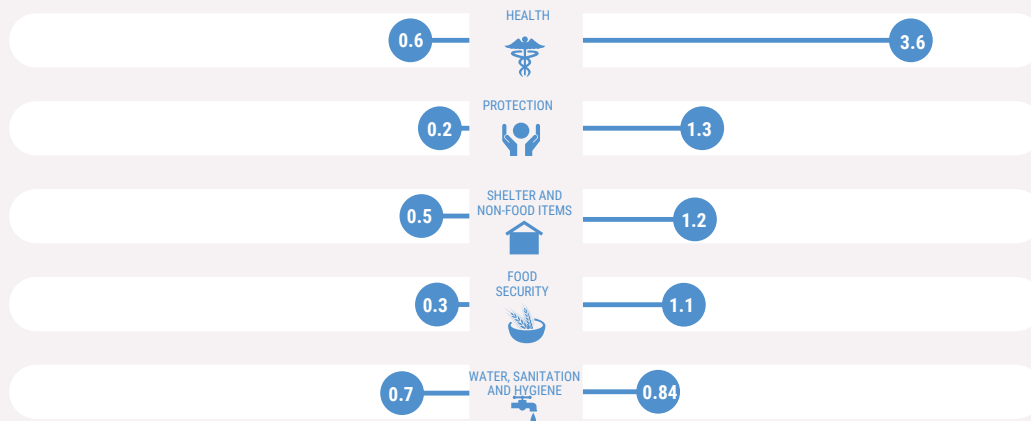 HEALTH
0.6
3.6
PROTECTION
0.2
1.3
SHELTER AND
NON-FOOD ITEMS
0.5
1.2
FOOD
SECURITY
0.3
1.1
WATER, SANITATION
AND HYGIENE
0.7
0.84